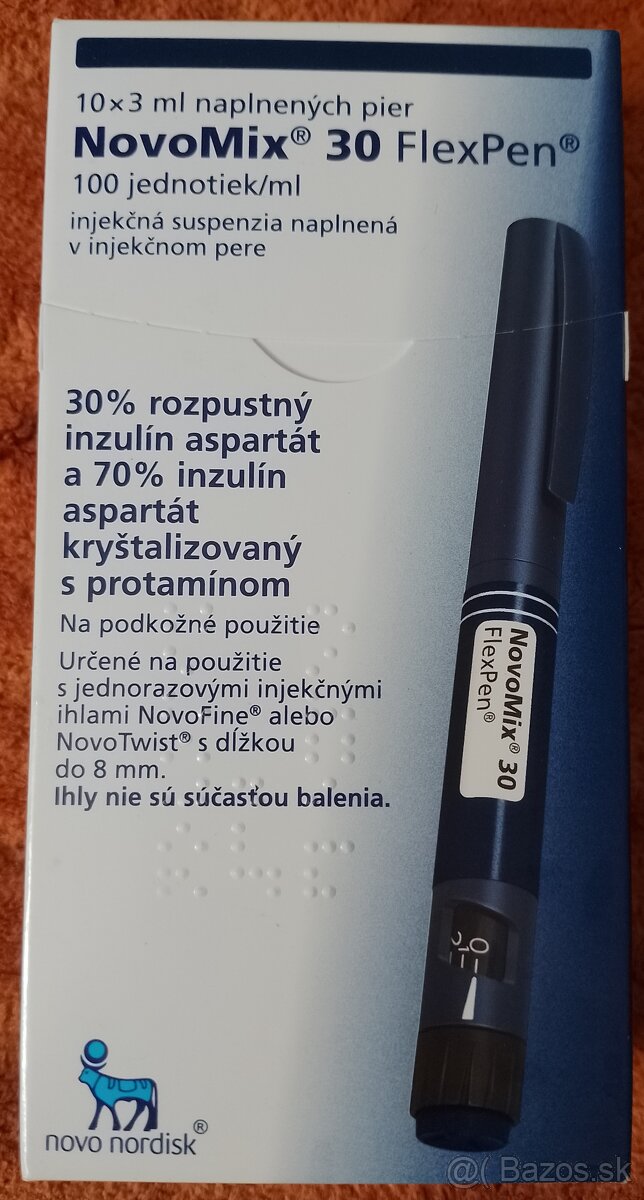 10×3 ml naplnených pier
NovoMix® 30 FlexPen®
100 jednotiek/ml
injekčná suspenzia naplnená
v injekčnom pere
30% rozpustný
inzulín aspartát
a 70% inzulín
aspartát
kryštalizovaný
s protamínom
Na podkožné použitie
Určené na použitie
s jednorazovými injekčnými
ihlami NovoFine® alebo
NovoTwist® s dĺžkou
do 8 mm.
Ihly nie sú súčasťou balenia.
NovoMix® 30
FlexPen®
0
novo nordisk®
@( Bazos.sk